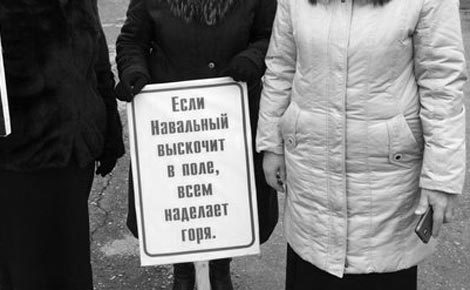 Если
Навальный
выскочит
в поле,
всем
наделает
горя.